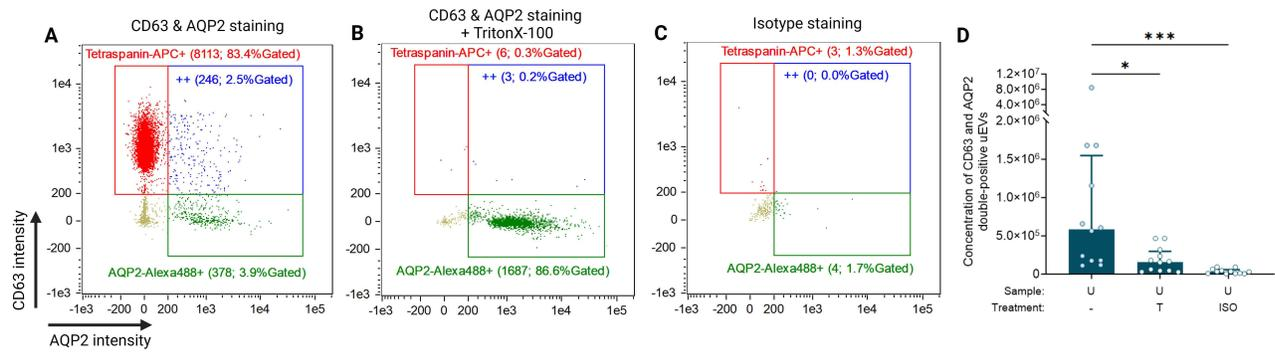 A
CD63 & AQP2 staining
Tetraspanin-APC+ (8113; 83.4%Gated)
++ (246; 2.5%Gated)
1e4
1e3
200
0
-200
-1e3
AQP2-Alexa488+ (378; 3.9%Gated)
-1e3 -200 0 200 1e3 1e4 1e5
CD63 intensity
AQP2 intensity
B
CD63 & AQP2 staining
+ TritonX-100
Tetraspanin-APC+ (6; 0.3%Gated)
++ (3; 0.2%Gated)
1e4
1e3
200
0
-200
-1e3
AQP2-Alexa488+ (1687; 86.6%Gated)
-1e3 -200 0 200 1e3 1e4 1e5
C
Isotype staining
Tetraspanin-APC+ (3; 1.3%Gated)
++ (0; 0.0%Gated)
1e4
1e3
200
0
-200
-1e3
AQP2-Alexa488+ (4; 1.7%Gated)
-1e3 -200 0 200 1e3 1e4 1e5
D
***
*
Concentration of CD63 and AQP2
double-positive uEVs
1.2×10⁷
8.0×10⁶
4.0×10⁶
2.0×10⁶
1.5×10⁶
1.0×10⁶
5.0×10⁵
0
Sample: U U U
Treatment: - T ISO